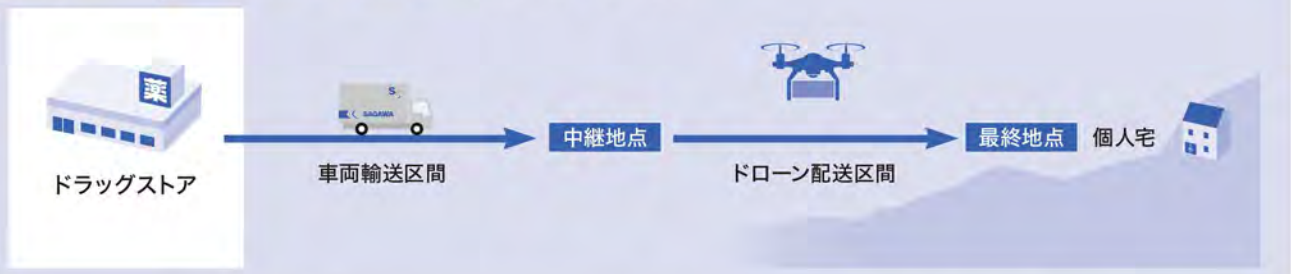 薬
ドラッグストア
S
SAGAWA
車両輸送区間
中継地点
ドローン配送区間
最終地点 個人宅